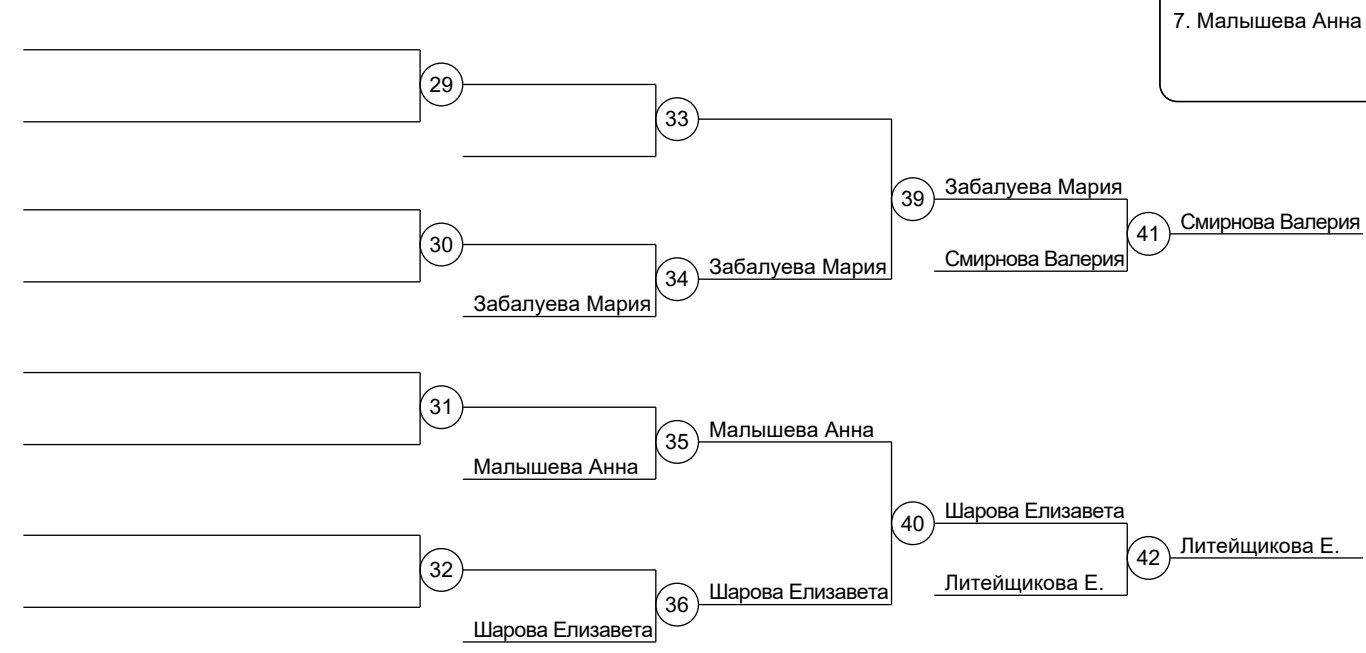 7. Малышева Анна
29
33
39
Забалуева Мария
41
Смирнова Валерия
30
Смирнова Валерия
34
Забалуева Мария
Забалуева Мария
31
35
Малышева Анна
Малышева Анна
40
Шарова Елизавета
42
Литейщикова Е.
32
Литейщикова Е.
36
Шарова Елизавета
Шарова Елизавета